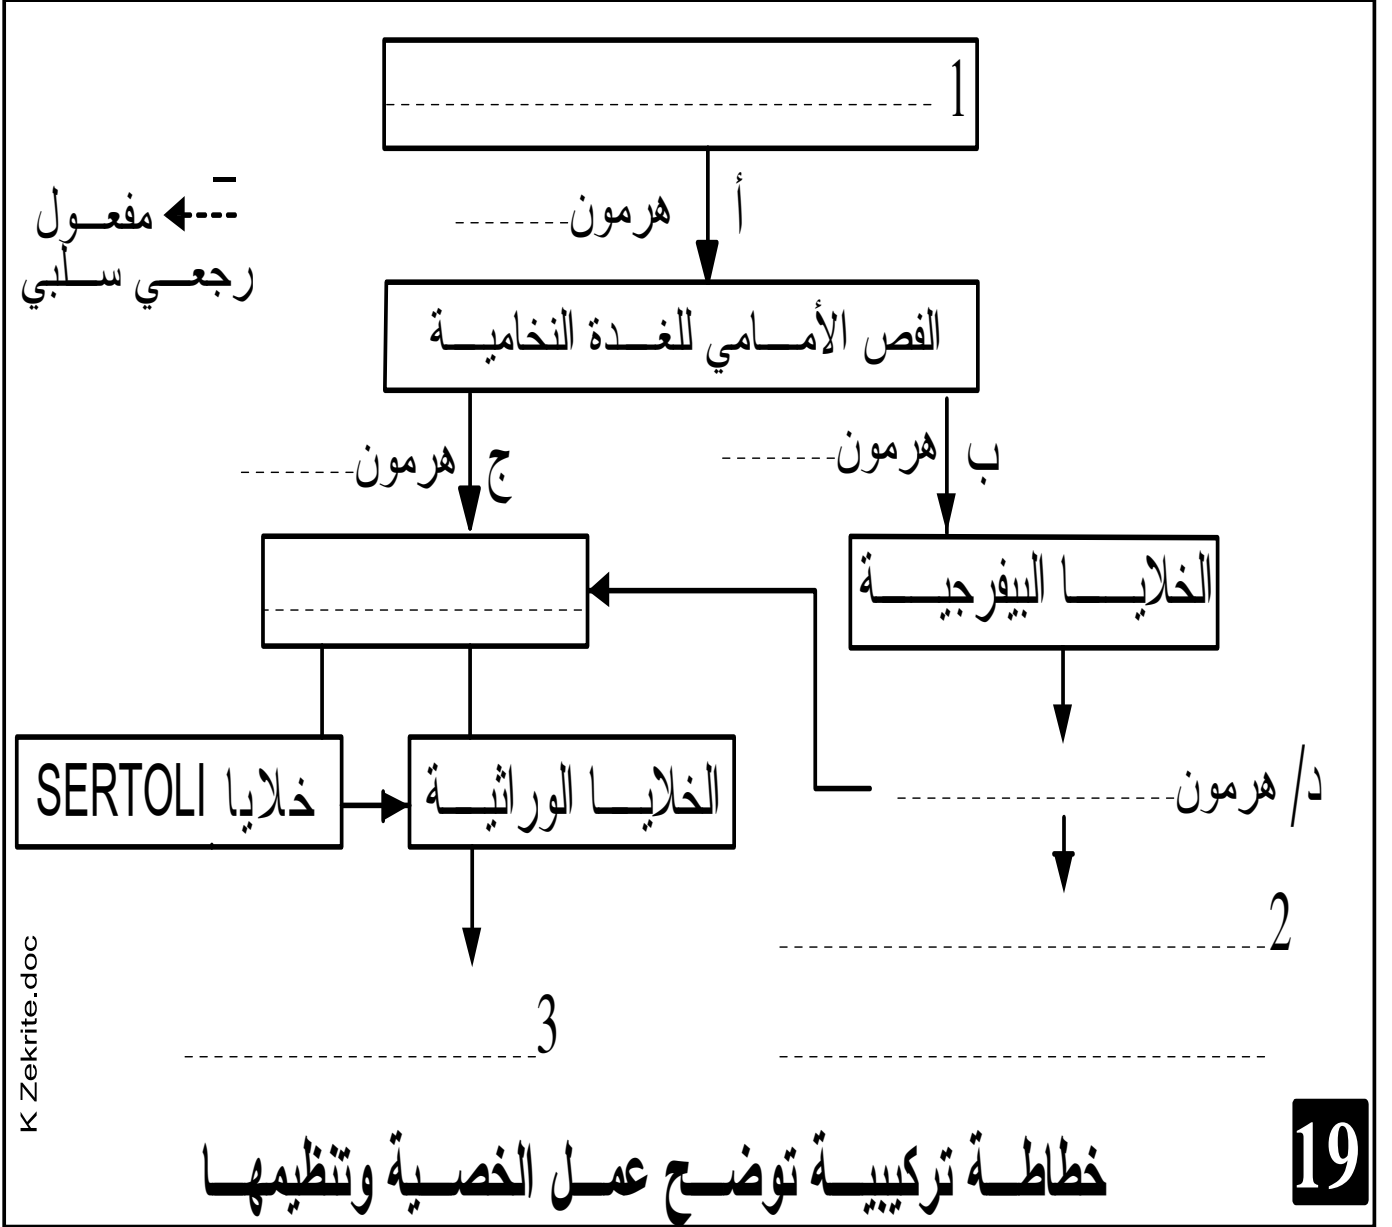 1
أ هرمون
مفعول
رجعي سلبي
الفص الأمامي للغدة النخامية
ب هرمون
ج هرمون
الخلايا البيفرجية
خلايا SERTOLI
الخلايا الوراثية
د/ هرمون
2
3
K Zekrite.doc
19
خطاطة تركيبية توضح عمل الخصية وتنظيمها